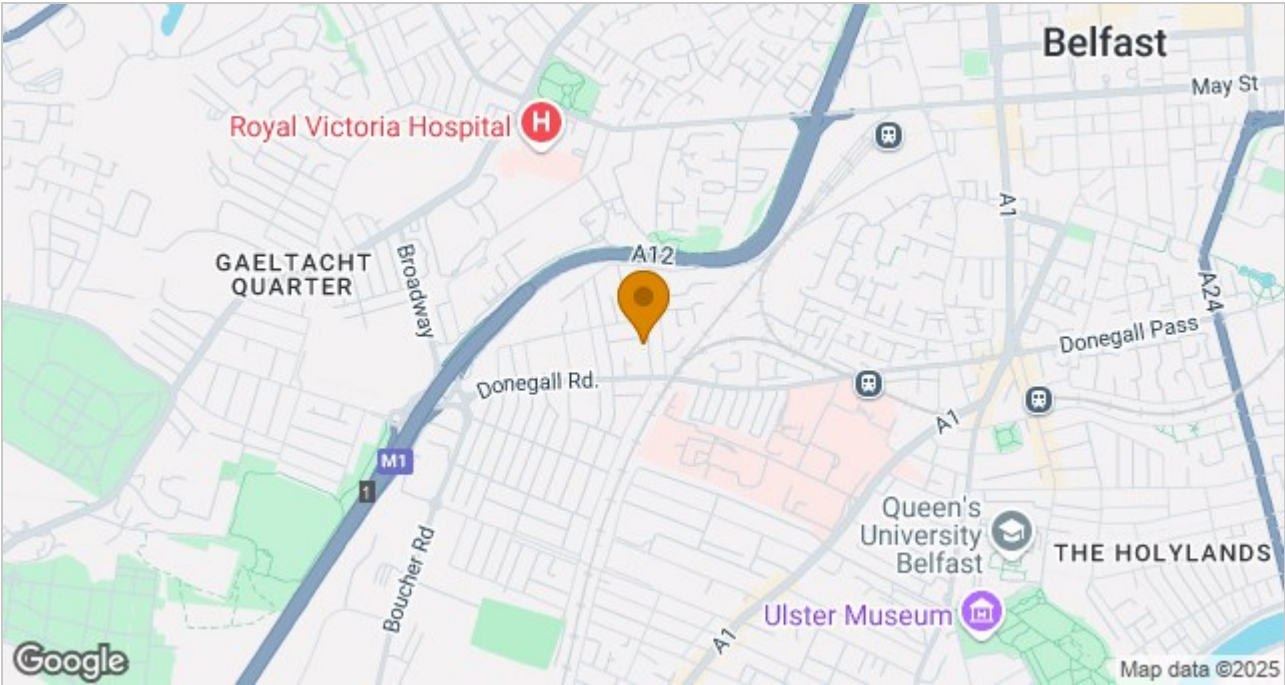 Belfast
May St
Royal Victoria Hospital
H
A1
GAELTACHT
QUARTER
Broadway
A12
A24
Donegall Pass
Donegall Rd.
A1
M1
1
Queen's
University
Belfast
THE HOLYLANDS
Boucher Rd
Ulster Museum
A1
Google
Map data ©2025